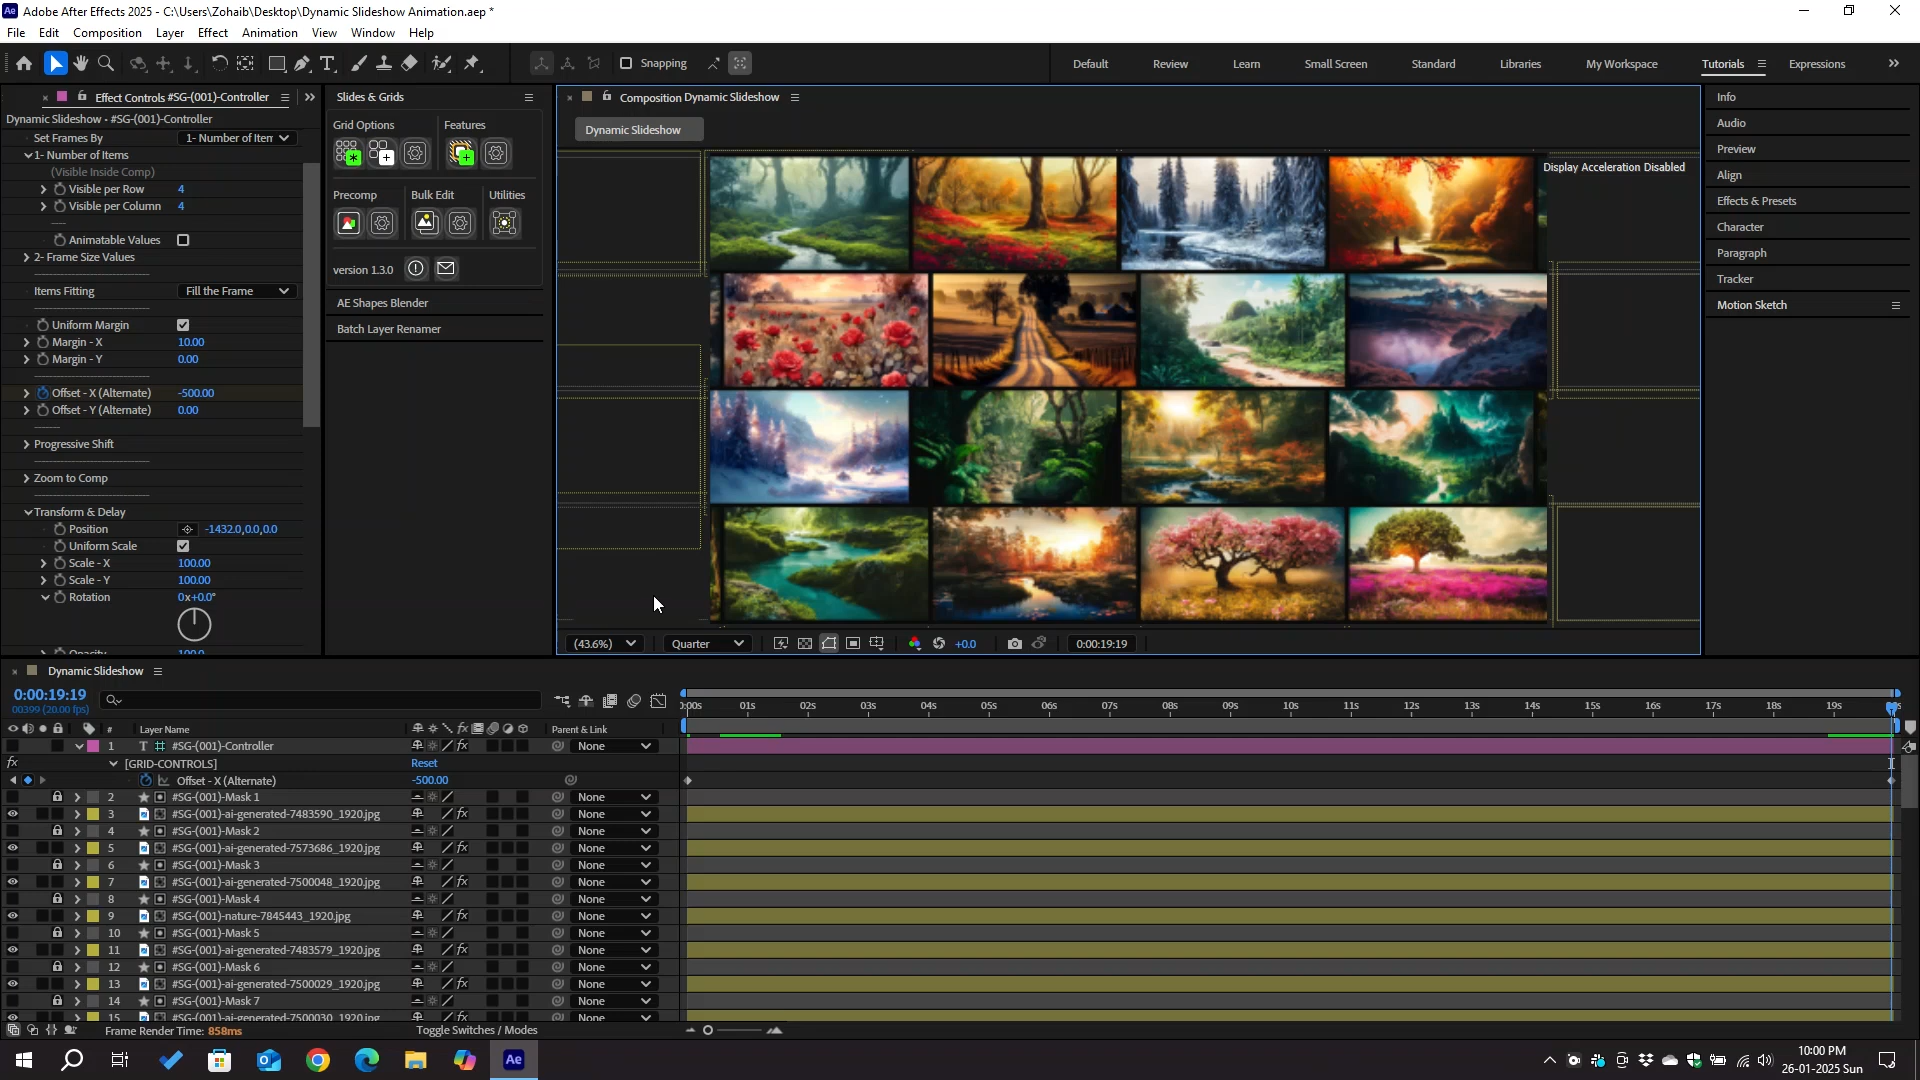 Adobe After Effects 2025 - C:\Users\Zohaib\Desktop\Dynamic Slideshow Animation.aep *
File Edit Composition Layer Effect Animation View Window Help
Snapping
Default Review Learn Small Screen Standard Libraries My Workspace Tutorials Expressions
Effect Controls #SG-(001)-Controller
Dynamic Slideshow - #SG-(001)-Controller
Set Frames By 1- Number of Item
1- Number of Items
(Visible Inside Comp)
Visible per Row 4
Visible per Column 4
Animatable Values
2- Frame Size Values
Items Fitting Fill the Frame
Uniform Margin
Margin - X 10.00
Margin - Y 0.00
Offset - X (Alternate) -500.00
Offset - Y (Alternate) 0.00
Progressive Shift
Zoom to Comp
Transform & Delay
Position -1432.0,0.0,0.0
Uniform Scale
Scale - X 100.00
Scale - Y 100.00
Rotation 0x+0.0°
Opacity 100.0
Slides & Grids
Grid Options Features
Precomp Bulk Edit Utilities
version 1.3.0
AE Shapes Blender
Batch Layer Renamer
Composition Dynamic Slideshow
Dynamic Slideshow
Display Acceleration Disabled
(43.6%) Quarter +0.0 0:00:19:19
Info
Audio
Preview
Align
Effects & Presets
Character
Paragraph
Tracker
Motion Sketch
Dynamic Slideshow
0:00:19:19
00399 (20.00 fps)
0:00s 01s 02s 03s 04s 05s 06s 07s 08s 09s 10s 11s 12s 13s 14s 15s 16s 17s 18s 19s
# Layer Name Parent & Link
1 T #SG-(001)-Controller fx None
fx [GRID-CONTROLS] Reset
Offset - X (Alternate) -500.00
2 #SG-(001)-Mask 1 None
3 #SG-(001)-ai-generated-7483590_1920.jpg fx None
4 #SG-(001)-Mask 2 None
5 #SG-(001)-ai-generated-7573686_1920.jpg fx None
6 #SG-(001)-Mask 3 None
7 #SG-(001)-ai-generated-7500048_1920.jpg fx None
8 #SG-(001)-Mask 4 None
9 #SG-(001)-nature-7845443_1920.jpg fx None
10 #SG-(001)-Mask 5 None
11 #SG-(001)-ai-generated-7483579_1920.jpg fx None
12 #SG-(001)-Mask 6 None
13 #SG-(001)-ai-generated-7500029_1920.jpg fx None
14 #SG-(001)-Mask 7 None
15 #SG-(001)-ai-generated-7500030_1920.jpg fx None
Frame Render Time: 858ms Toggle Switches / Modes
Ae
10:00 PM
26-01-2025 Sun